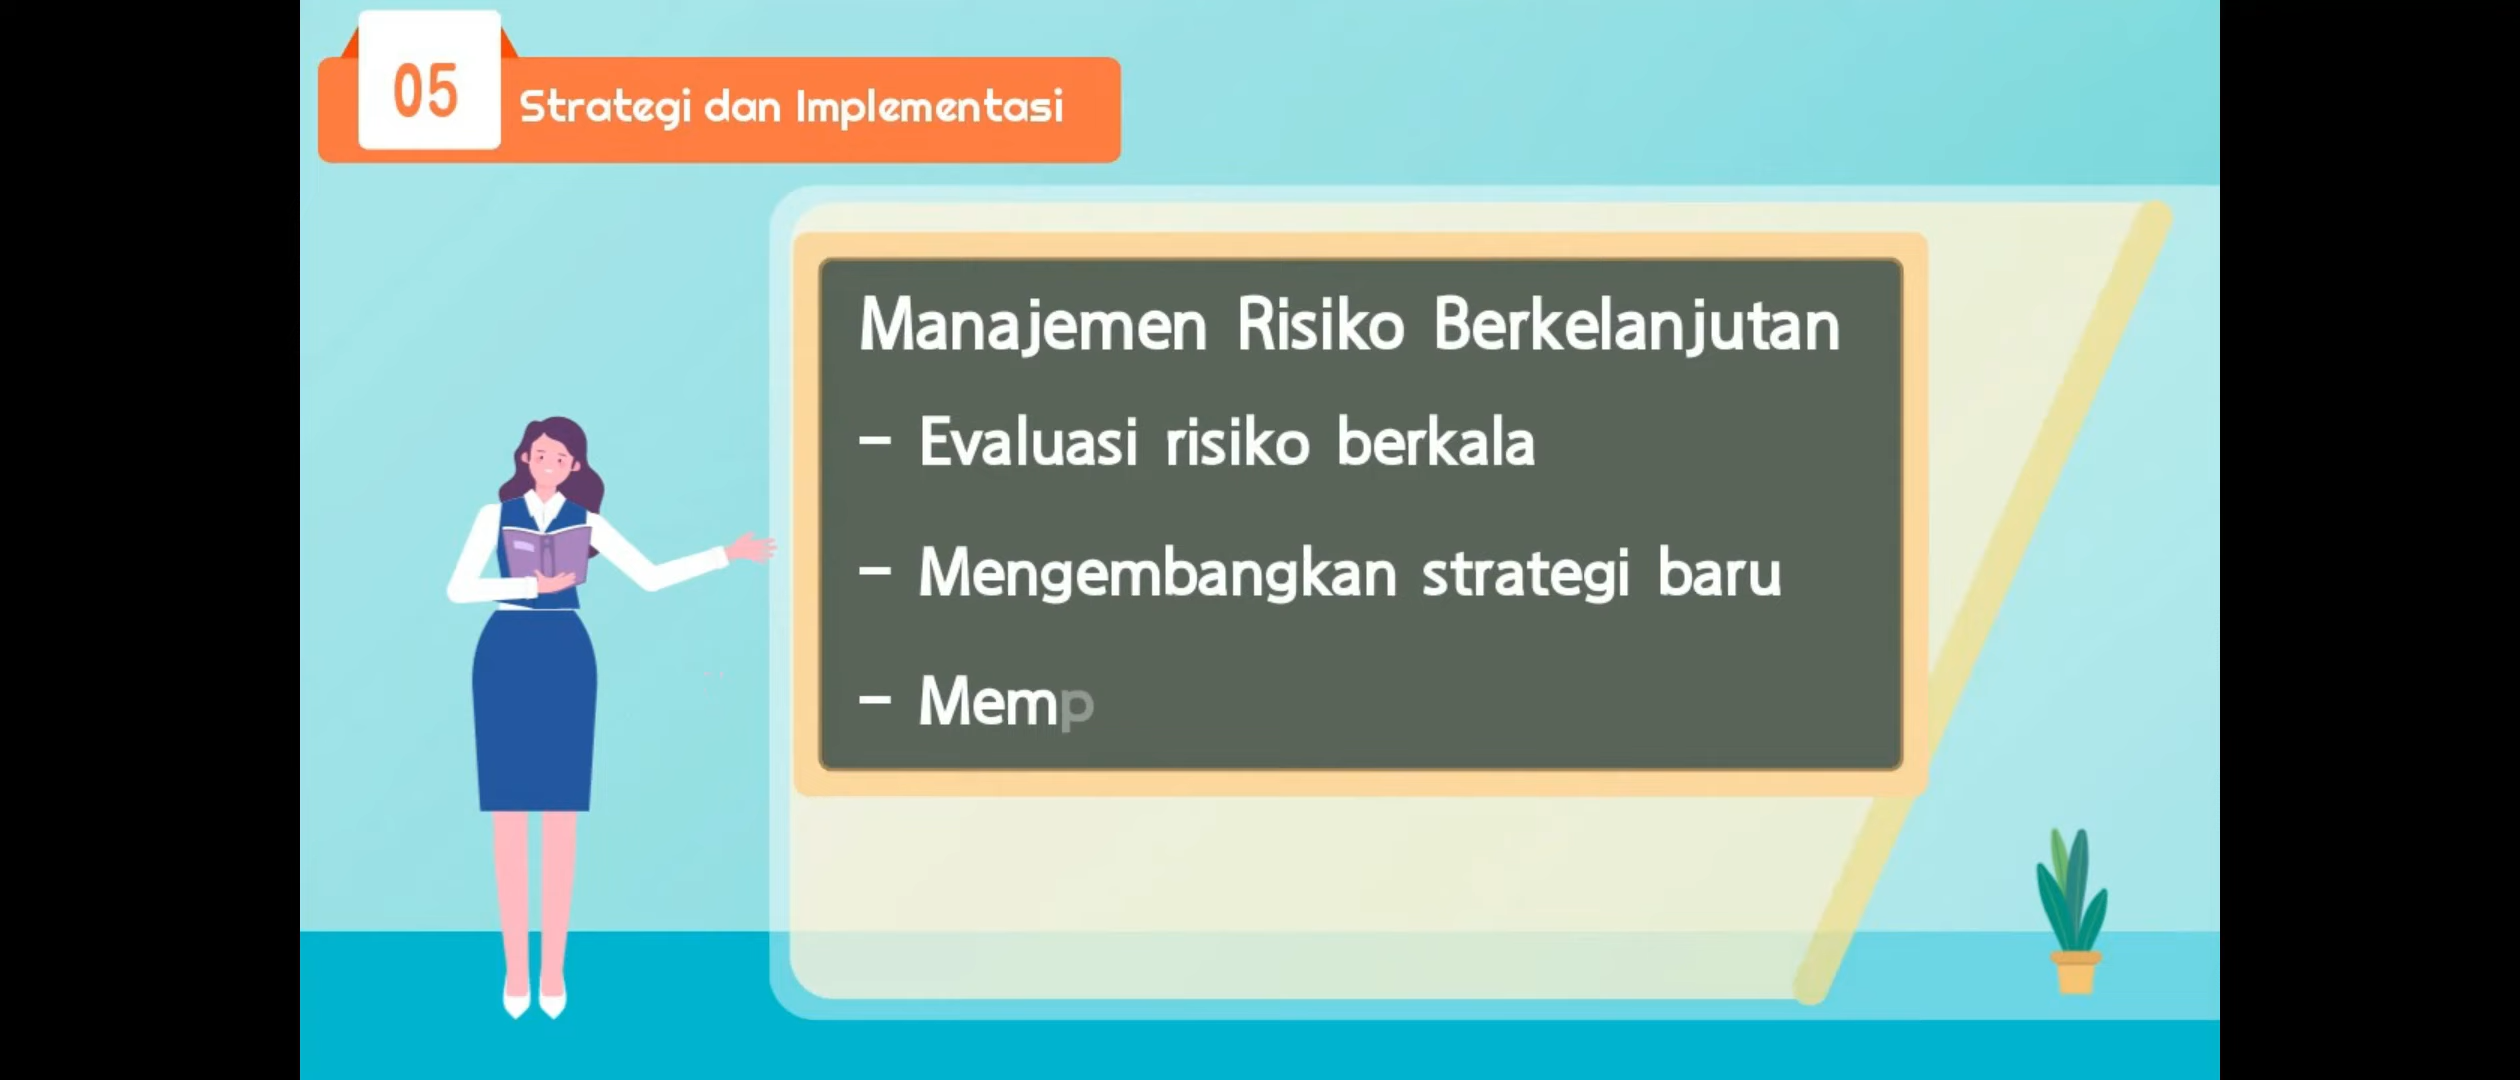 05
Strategi dan Implementasi
Manajemen Risiko Berkelanjutan
- Evaluasi risiko berkala
- Mengembangkan strategi baru
- Memp